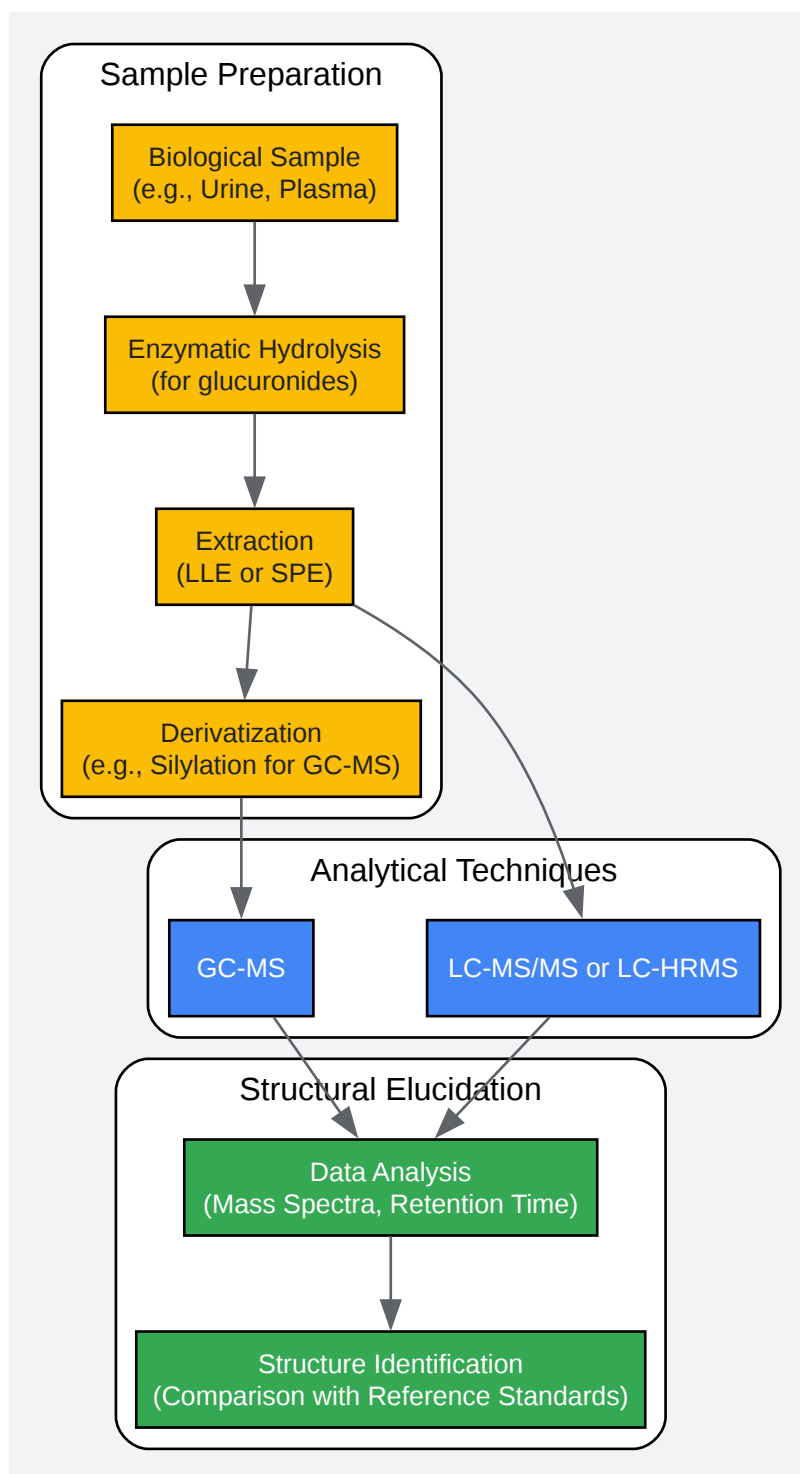 Sample Preparation
Biological Sample
(e.g., Urine, Plasma)
Enzymatic Hydrolysis
(for glucuronides)
Extraction
(LLE or SPE)
Derivatization
(e.g., Silylation for GC-MS)
Analytical Techniques
GC-MS
LC-MS/MS or LC-HRMS
Structural Elucidation
Data Analysis
(Mass Spectra, Retention Time)
Structure Identification
(Comparison with Reference Standards)